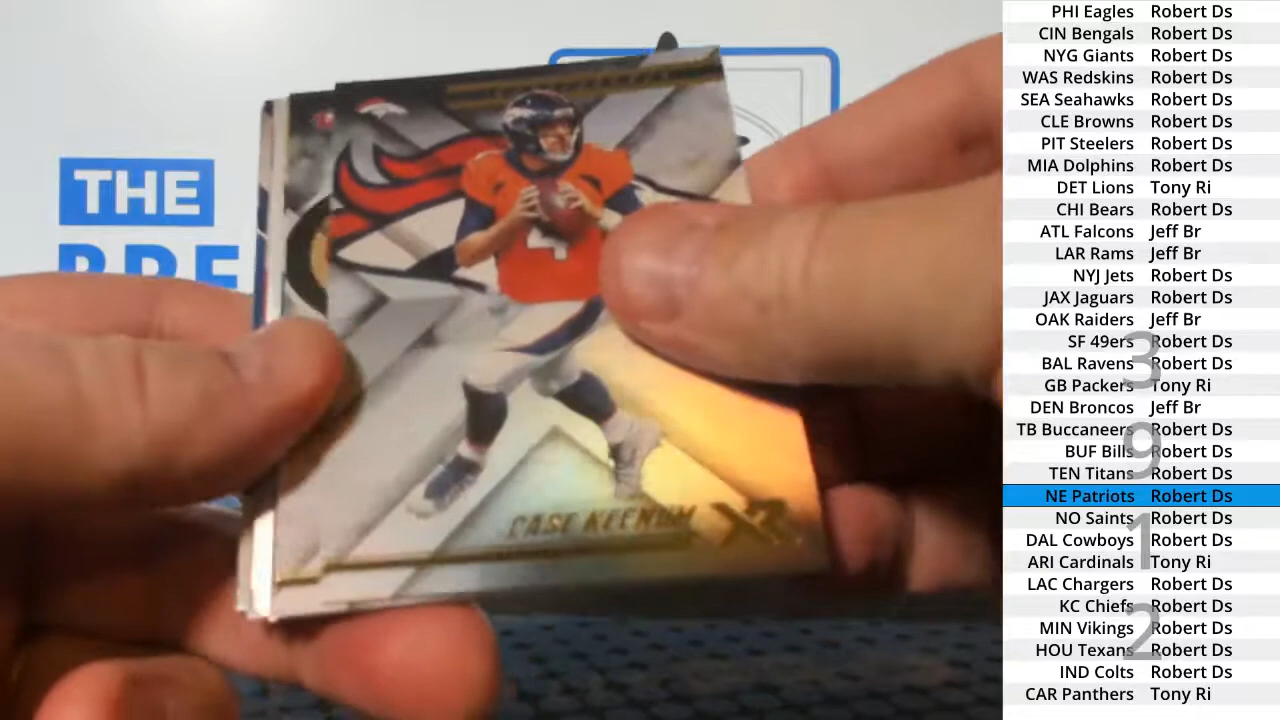 THE
BRE
4
CASE KEENUM XR
PHI Eagles Robert Ds
CIN Bengals Robert Ds
NYG Giants Robert Ds
WAS Redskins Robert Ds
SEA Seahawks Robert Ds
CLE Browns Robert Ds
PIT Steelers Robert Ds
MIA Dolphins Robert Ds
DET Lions Tony Ri
CHI Bears Robert Ds
ATL Falcons Jeff Br
LAR Rams Jeff Br
NYJ Jets Robert Ds
JAX Jaguars Robert Ds
OAK Raiders Jeff Br
SF 49ers Robert Ds
BAL Ravens Robert Ds
GB Packers Tony Ri
DEN Broncos Jeff Br
TB Buccaneers Robert Ds
BUF Bills Robert Ds
TEN Titans Robert Ds
NE Patriots Robert Ds
NO Saints Robert Ds
DAL Cowboys Robert Ds
ARI Cardinals Tony Ri
LAC Chargers Robert Ds
KC Chiefs Robert Ds
MIN Vikings Robert Ds
HOU Texans Robert Ds
IND Colts Robert Ds
CAR Panthers Tony Ri
3
9
1
2